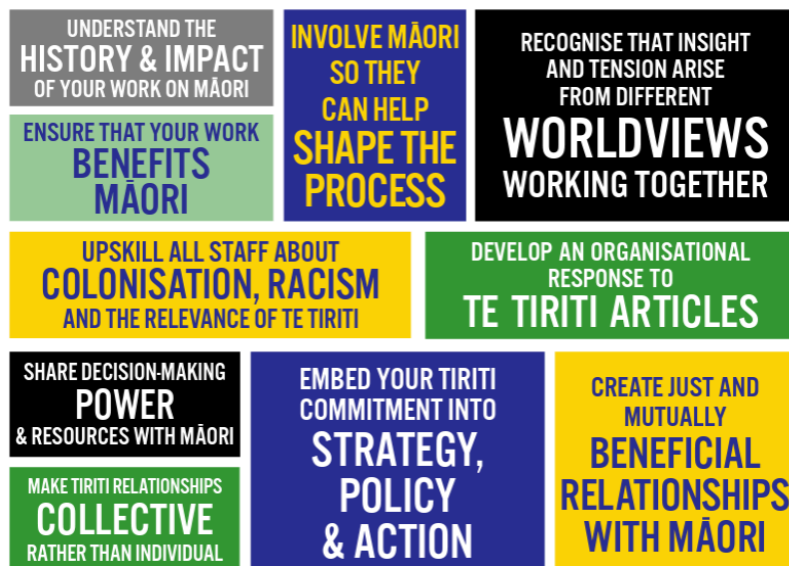 UNDERSTAND THE
HISTORY & IMPACT
OF YOUR WORK ON MĀORI
ENSURE THAT YOUR WORK
BENEFITS
MĀORI
INVOLVE MĀORI
SO THEY
CAN HELP
SHAPE THE
PROCESS
RECOGNISE THAT INSIGHT
AND TENSION ARISE
FROM DIFFERENT
WORLDVIEWS
WORKING TOGETHER
UPSKILL ALL STAFF ABOUT
COLONISATION, RACISM
AND THE RELEVANCE OF TE TIRITI
DEVELOP AN ORGANISATIONAL
RESPONSE TO
TE TIRITI ARTICLES
SHARE DECISION-MAKING
POWER
& RESOURCES WITH MĀORI
MAKE TIRITI RELATIONSHIPS
COLLECTIVE
RATHER THAN INDIVIDUAL
EMBED YOUR TIRITI
COMMITMENT INTO
STRATEGY,
POLICY
& ACTION
CREATE JUST AND
MUTUALLY
BENEFICIAL
RELATIONSHIPS
WITH MĀORI